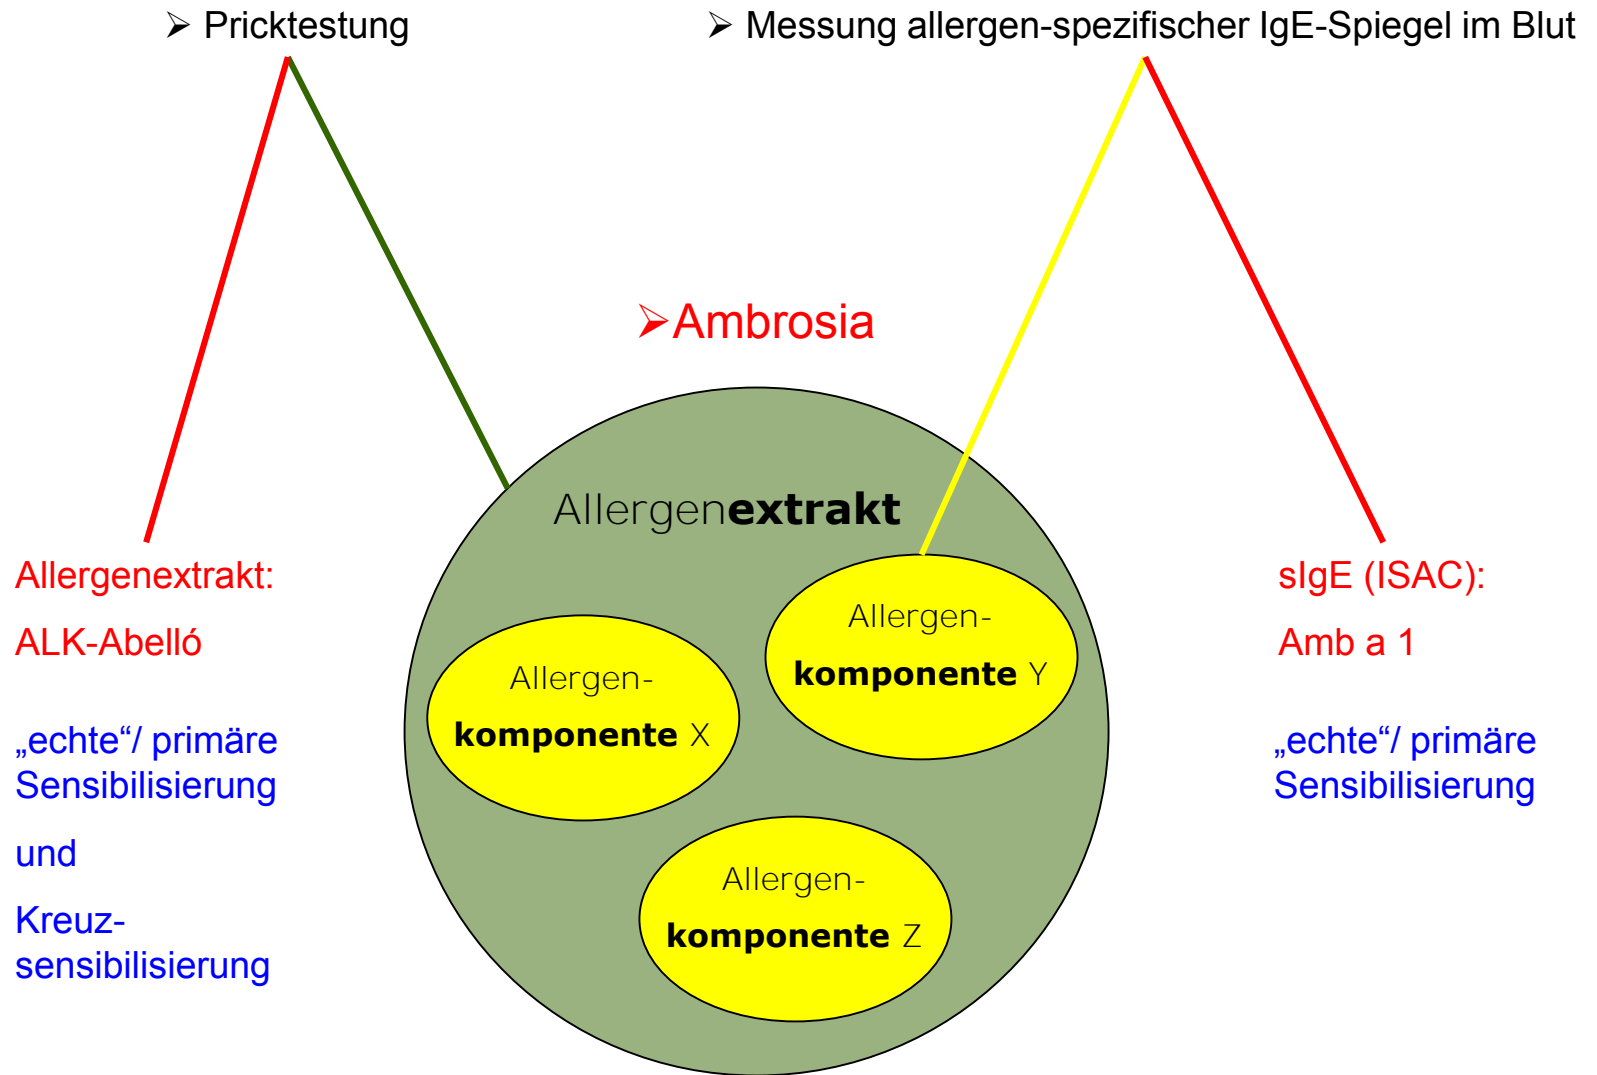 ➢ Pricktestung
➢ Messung allergen-spezifischer IgE-Spiegel im Blut
➢Ambrosia
Allergenextrakt:
ALK-Abelló
„echte“/ primäre
Sensibilisierung
und
Kreuz-
sensibilisierung
Allergenextrakt
Allergen-
komponente X
Allergen-
komponente Y
Allergen-
komponente Z
sIgE (ISAC):
Amb a 1
„echte“/ primäre
Sensibilisierung